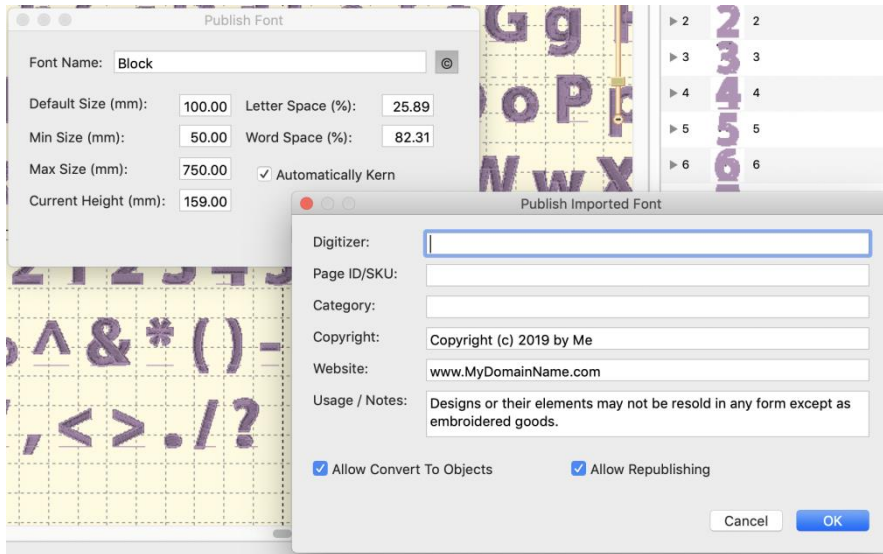 Publish Font
Font Name: Block ©
Default Size (mm): 100.00 Letter Space (%): 25.89
Min Size (mm): 50.00 Word Space (%): 82.31
Max Size (mm): 750.00 Automatically Kern
Current Height (mm): 159.00
G g
o P p
W w X
2 2
3 3
4 4
5 5
6 6
^ & * ( ) -
, < > . / ?
Publish Imported Font
Digitizer:
Page ID/SKU:
Category:
Copyright: Copyright (c) 2019 by Me
Website: www.MyDomainName.com
Usage / Notes: Designs or their elements may not be resold in any form except as
embroidered goods.
Allow Convert To Objects Allow Republishing
Cancel OK